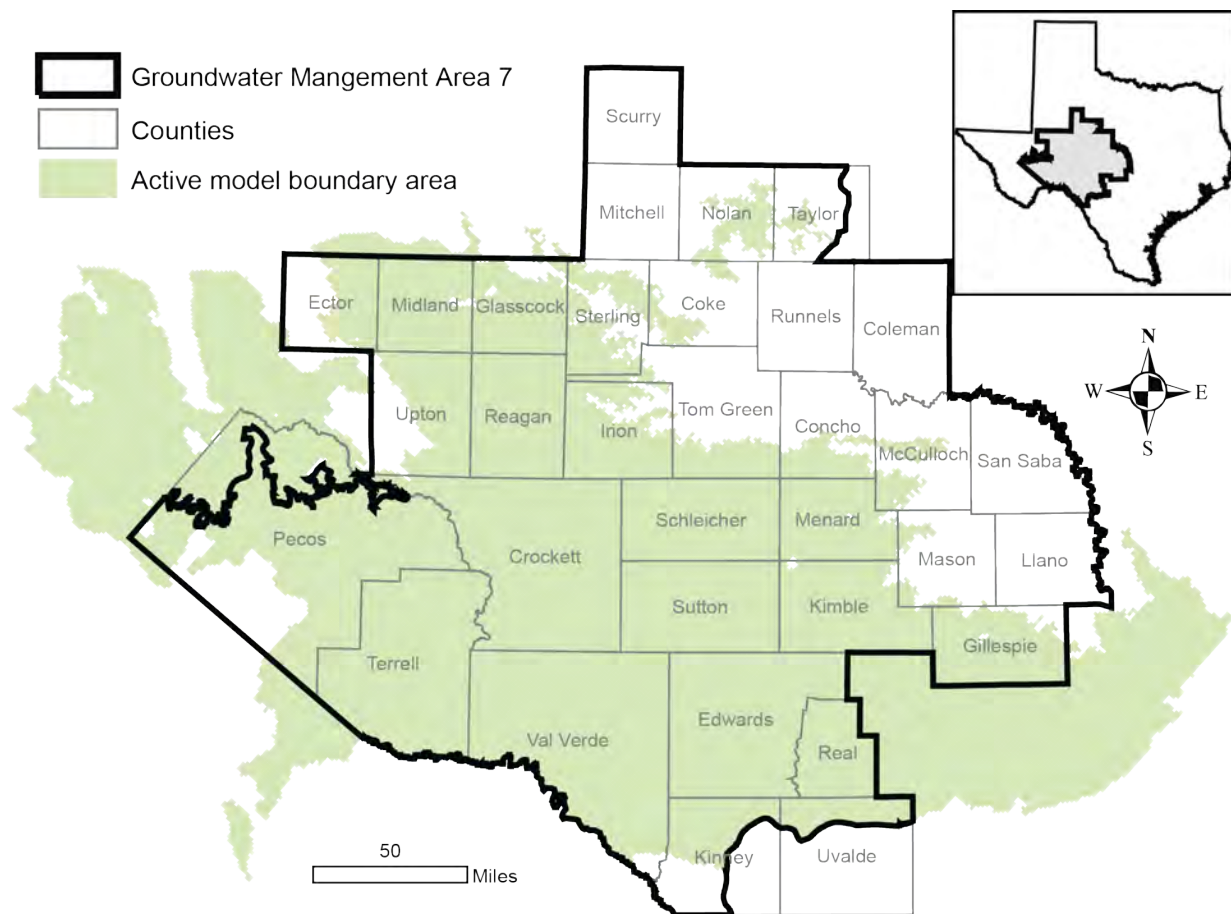 Groundwater Mangement Area 7
Counties
Active model boundary area
Scurry
Mitchell
Nolan
Taylor
Ector
Midland
Glasscock
Sterling
Coke
Runnels
Coleman
Upton
Reagan
Irion
Tom Green
Concho
McCulloch
San Saba
Pecos
Crockett
Schleicher
Menard
Mason
Llano
Terrell
Sutton
Kimble
Gillespie
Val Verde
Edwards
Real
Kinney
Uvalde
N
W
E
S
50
Miles